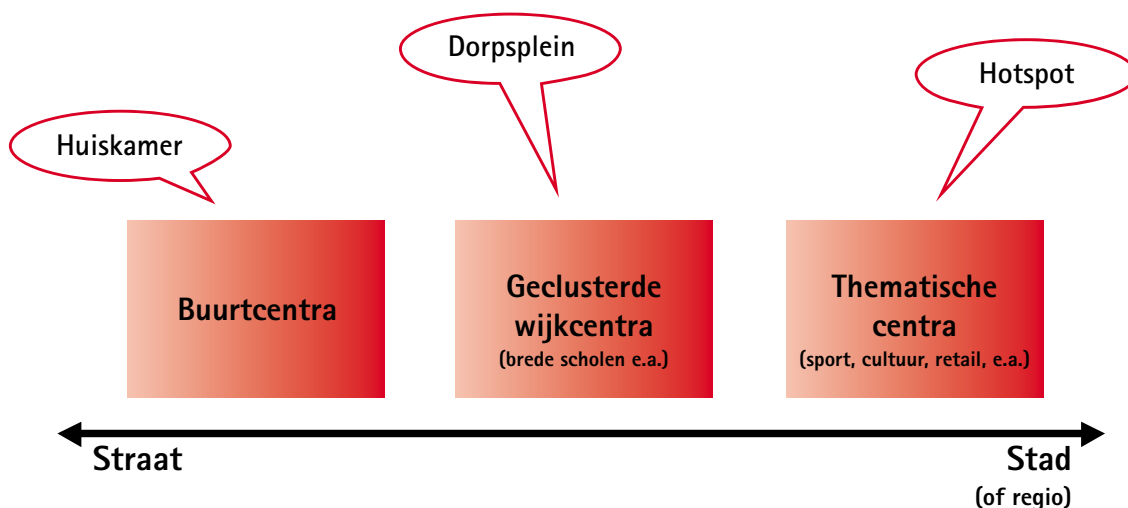 Dorpsplein
Hotspot
Huiskamer
Buurtcentra
Geclusterde
wijkcentra
(brede scholen e.a.)
Thematische
centra
(sport, cultuur, retail, e.a.)
Straat
Stad
(of regio)